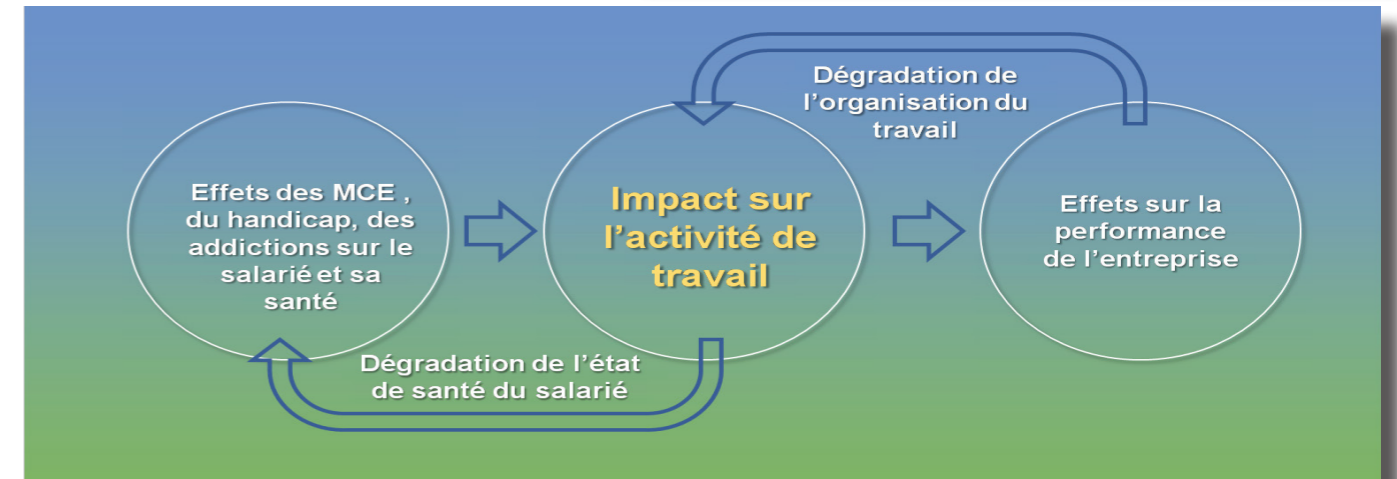 Dégradation de
l’organisation du
travail
Effets des MCE ,
du handicap, des
addictions sur le
salarié et sa
santé
Impact sur
l’activité de
travail
Effets sur la
performance
de l’entreprise
Dégradation de l’état
de santé du salarié